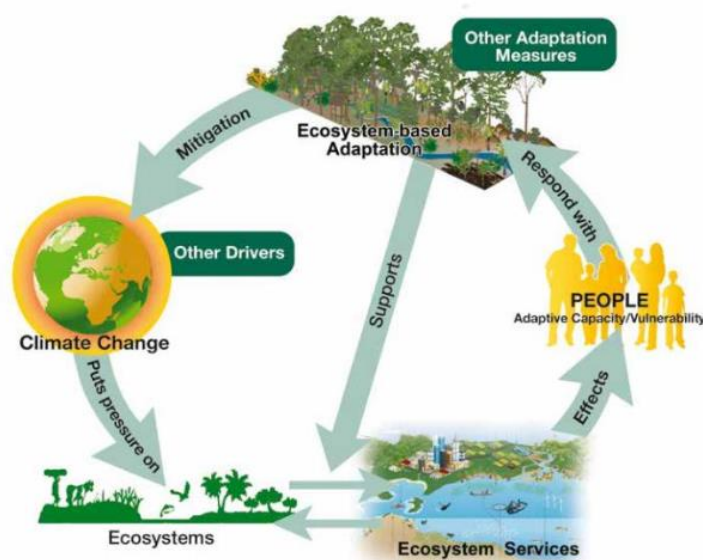 Other Adaptation
Measures
Ecosystem-based
Adaptation
Mitigation
Respond with
Other Drivers
Supports
PEOPLE
Adaptive Capacity/Vulnerability
Climate Change
Puts pressure on
Effects
Ecosystems
Ecosystem Services